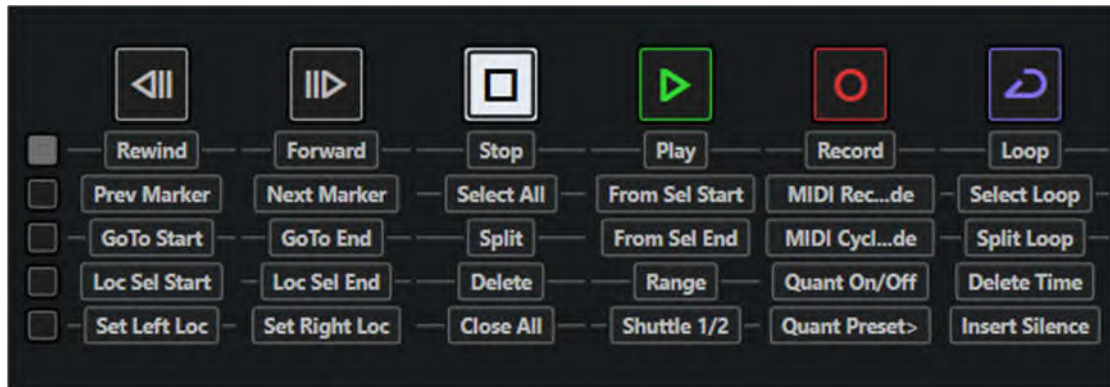 Rewind Forward Stop Play Record Loop
Prev Marker Next Marker Select All From Sel Start MIDI Rec...de Select Loop
GoTo Start GoTo End Split From Sel End MIDI Cycl...de Split Loop
Loc Sel Start Loc Sel End Delete Range Quant On/Off Delete Time
Set Left Loc Set Right Loc Close All Shuttle 1/2 Quant Preset> Insert Silence